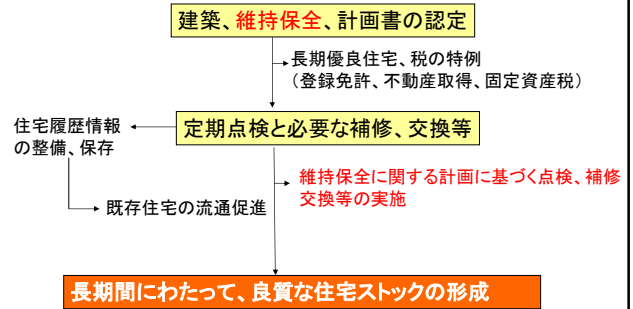 建築、維持保全、計画書の認定
長期優良住宅、税の特例
（登録免許、不動産取得、固定資産税）
定期点検と必要な補修、交換等
住宅履歴情報
の整備、保存
維持保全に関する計画に基づく点検、補修
交換等の実施
既存住宅の流通促進
長期間にわたって、良質な住宅ストックの形成